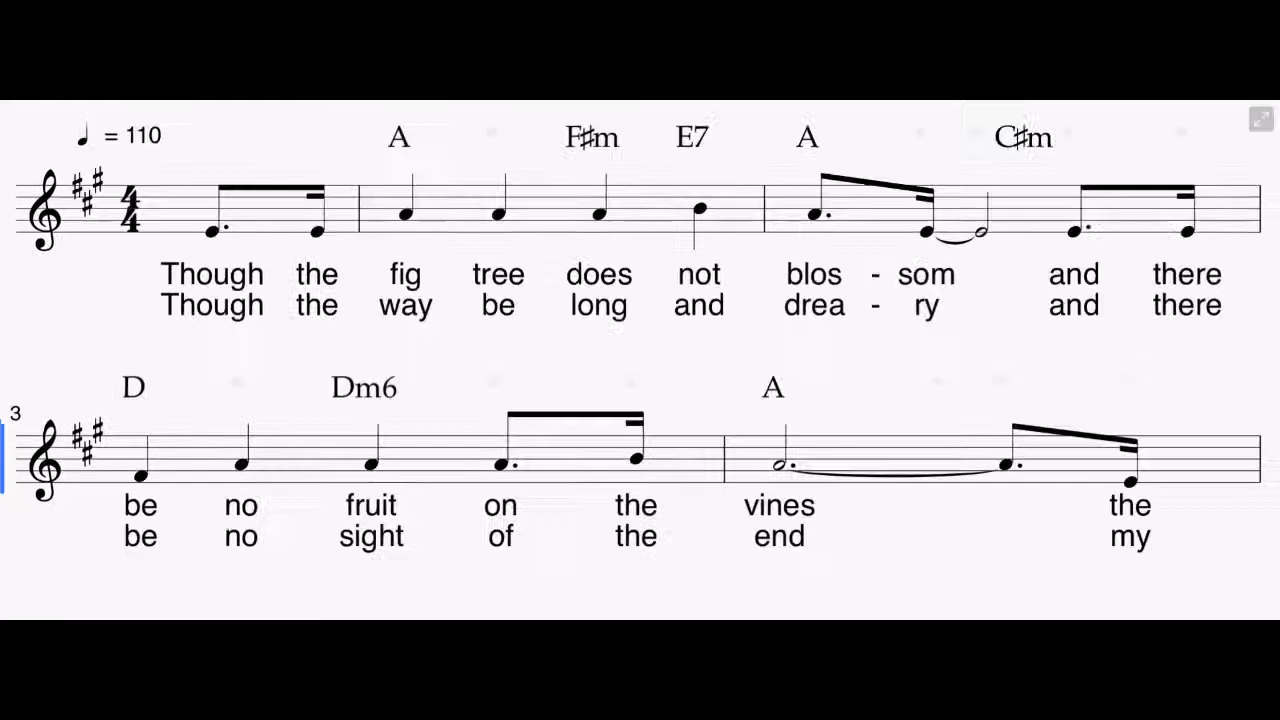 = 110
A F♯m E7 A C♯m
4
4
Though the fig tree does not blos - som and there
Though the way be long and drea - ry and there
D Dm6 A
3
be no fruit on the vines the
be no sight of the end my